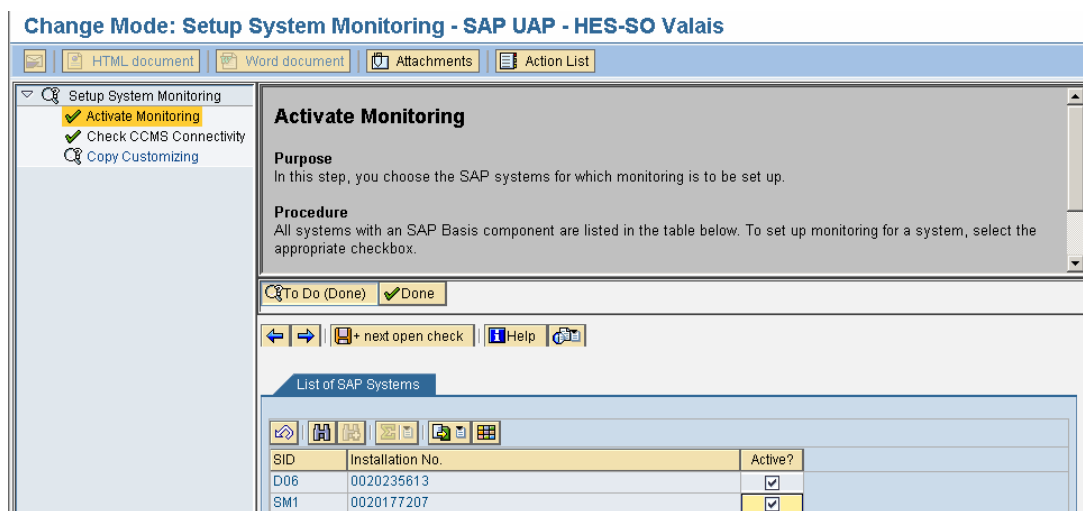 Change Mode: Setup System Monitoring - SAP UAP - HES-SO Valais
HTML document Word document Attachments Action List
Setup System Monitoring
Activate Monitoring
Check CCMS Connectivity
Copy Customizing
Activate Monitoring
Purpose
In this step, you choose the SAP systems for which monitoring is to be set up.
Procedure
All systems with an SAP Basis component are listed in the table below. To set up monitoring for a system, select the
appropriate checkbox.
To Do (Done) Done
+ next open check Help
List of SAP Systems
SID Installation No. Active?
D06 0020235613
SM1 0020177207